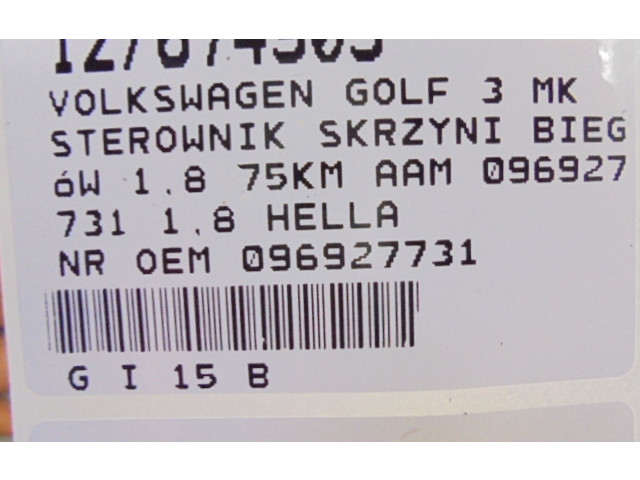 VOLKSWAGEN GOLF 3 MK
STEROWNIK SKRZYNI BIEG
óW 1.8 75KM AAM 096927
731 1.8 HELLA
NR OEM 096927731
G I 15 B